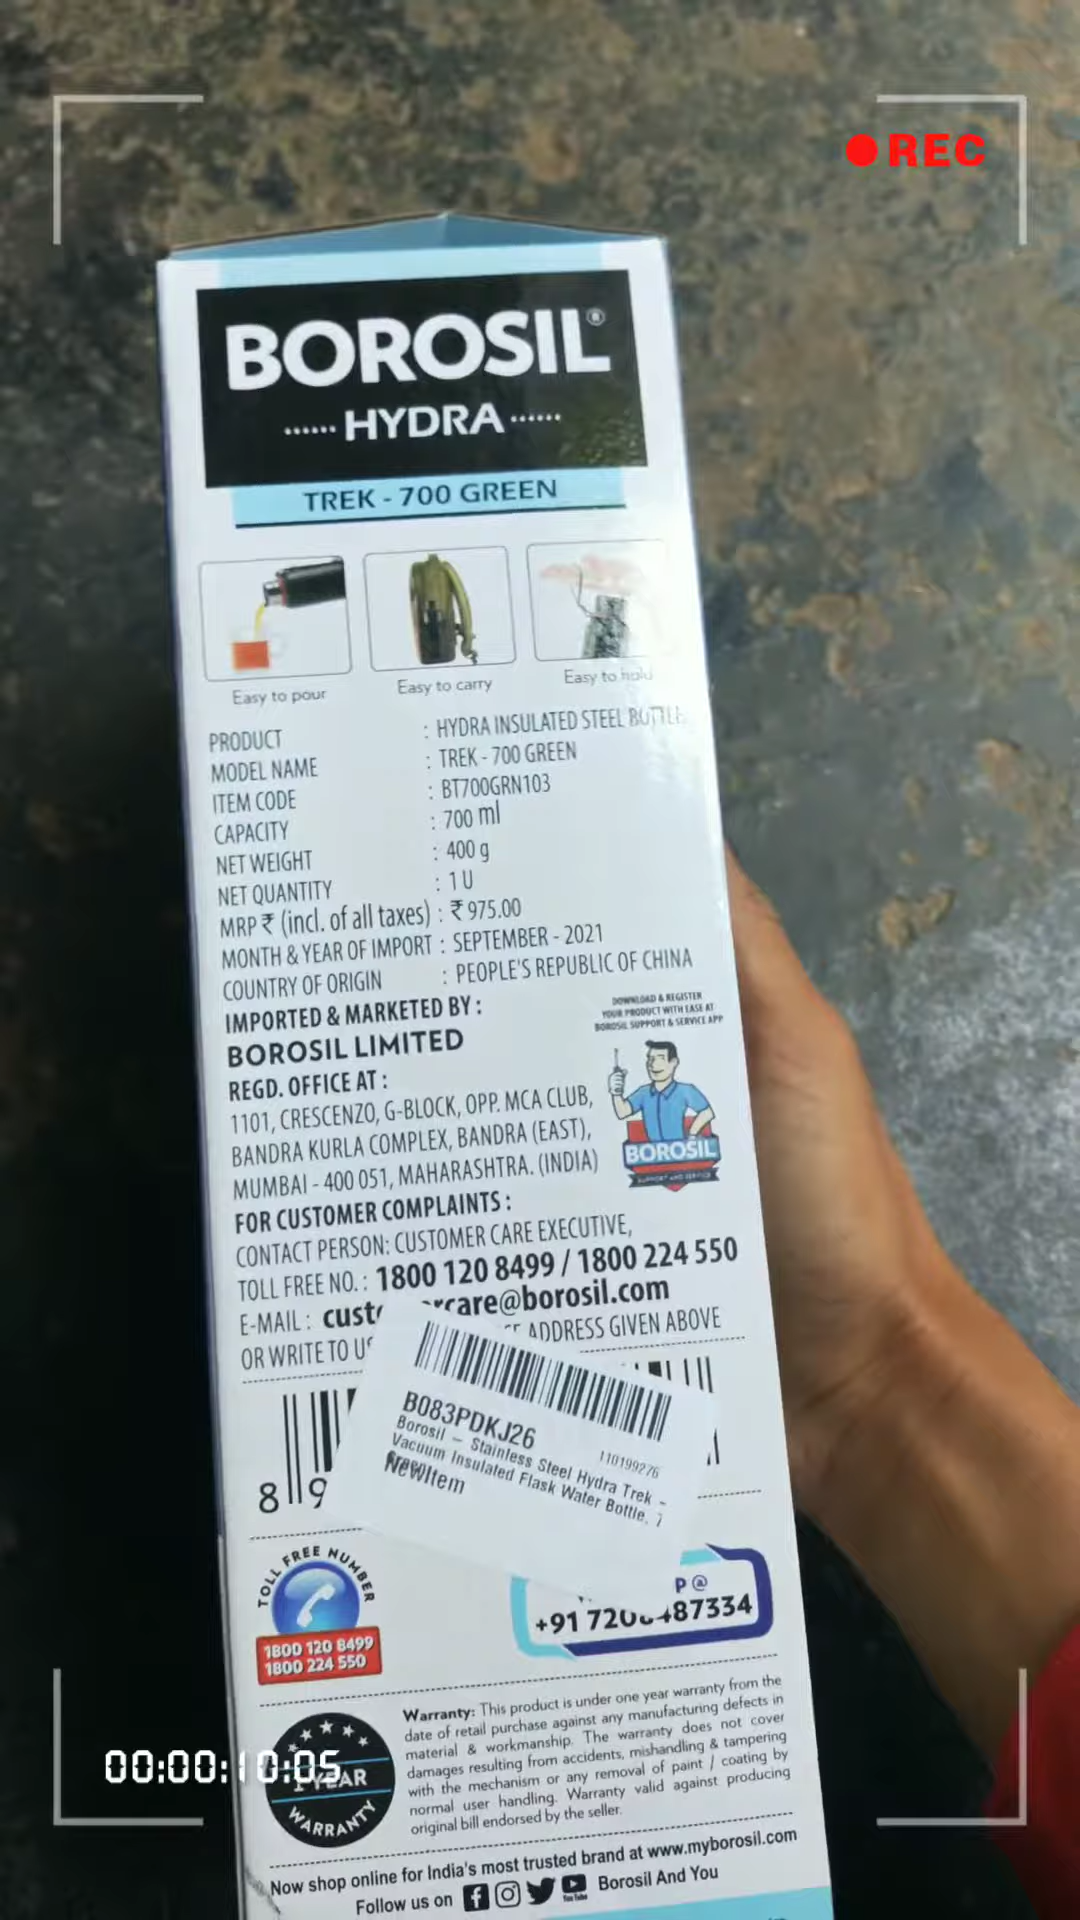 REC
BOROSIL®
HYDRA
TREK - 700 GREEN
Easy to pour
Easy to carry
Easy to hold
PRODUCT : HYDRA INSULATED STEEL BOTTLE
MODEL NAME : TREK - 700 GREEN
ITEM CODE : BT700GRN103
CAPACITY : 700 ml
NET WEIGHT : 400 g
NET QUANTITY : 1 U
MRP ₹ (incl. of all taxes) : ₹ 975.00
MONTH & YEAR OF IMPORT : SEPTEMBER - 2021
COUNTRY OF ORIGIN : PEOPLE'S REPUBLIC OF CHINA
IMPORTED & MARKETED BY :
BOROSIL LIMITED
REGD. OFFICE AT :
1101, CRESCENZO, G-BLOCK, OPP. MCA CLUB,
BANDRA KURLA COMPLEX, BANDRA (EAST),
MUMBAI - 400 051, MAHARASHTRA. (INDIA)
DOWNLOAD & REGISTER
YOUR PRODUCT WITH EASE AT
BOROSIL SUPPORT & SERVICE APP
BOROSIL
SUPPORT AND SERVICE
FOR CUSTOMER COMPLAINTS :
CONTACT PERSON: CUSTOMER CARE EXECUTIVE,
TOLL FREE NO. : 1800 120 8499 / 1800 224 550
E-MAIL : care@borosil.com
OR WRITE TO ADDRESS GIVEN ABOVE
B083PDKJ26
110199276
Borosil – Stainless Steel Hydra Trek -
Vacuum Insulated Flask Water Bottle, 7
NewItem
8 9
TOLL FREE NUMBER
1800 120 8499
1800 224 550
P @
+91 487334
1 YEAR
WARRANTY
Warranty: This product is under one year warranty from the
date of retail purchase against any manufacturing defects in
material & workmanship. The warranty does not cover
damages resulting from accidents, mishandling & tampering
with the mechanism or any removal of paint / coating by
normal user handling. Warranty valid against producing
original bill endorsed by the seller.
00:00:10:05
Now shop online for India's most trusted brand at www.myborosil.com
Follow us on You Tube Borosil And You